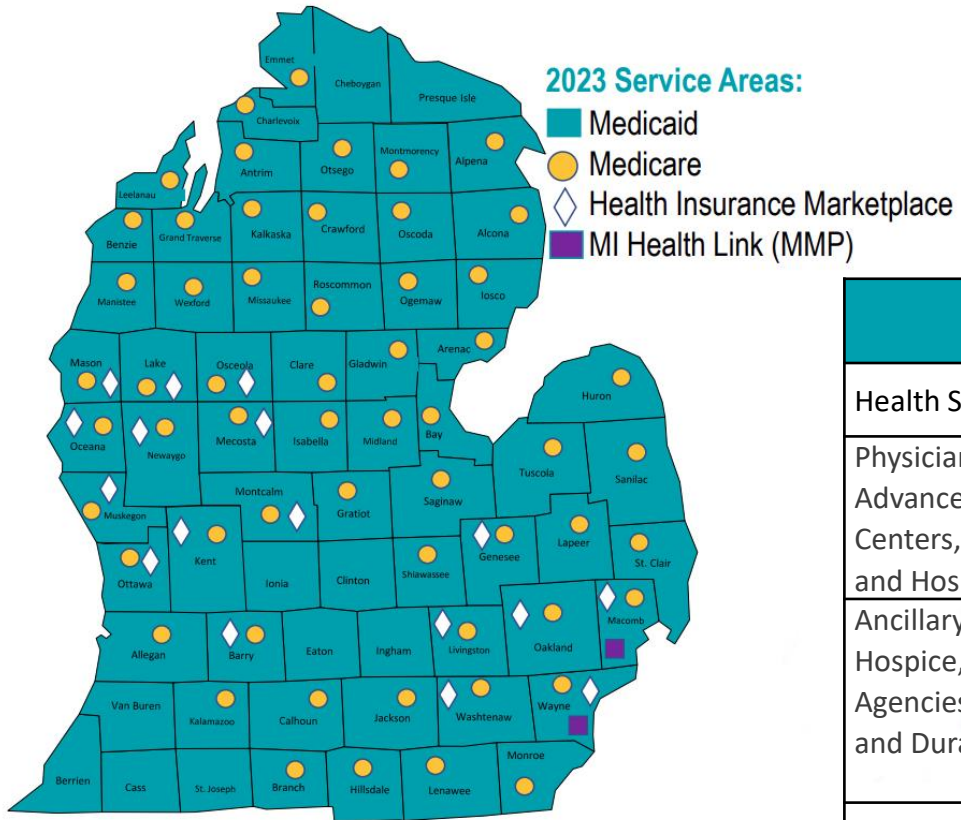 2023 Service Areas:
Medicaid
Medicare
Health Insurance Marketplace
MI Health Link (MMP)
Emmet
Cheboygan
Presque Isle
Charlevoix
Antrim
Otsego
Montmorency
Alpena
Leelanau
Benzie
Grand Traverse
Kalkaska
Crawford
Oscoda
Alcona
Manistee
Wexford
Missaukee
Roscommon
Ogemaw
Iosco
Mason
Lake
Osceola
Clare
Gladwin
Arenac
Huron
Oceana
Newaygo
Mecosta
Isabella
Midland
Bay
Tuscola
Sanilac
Muskegon
Montcalm
Gratiot
Saginaw
Ottawa
Kent
Ionia
Clinton
Shiawassee
Genesee
Lapeer
St. Clair
Allegan
Barry
Eaton
Ingham
Livingston
Oakland
Macomb
Van Buren
Kalamazoo
Calhoun
Jackson
Washtenaw
Wayne
Berrien
Cass
St. Joseph
Branch
Hillsdale
Lenawee
Monroe
Health S
Physician
Advance
Centers,
and Hos
Ancillary
Hospice,
Agencies
and Dura